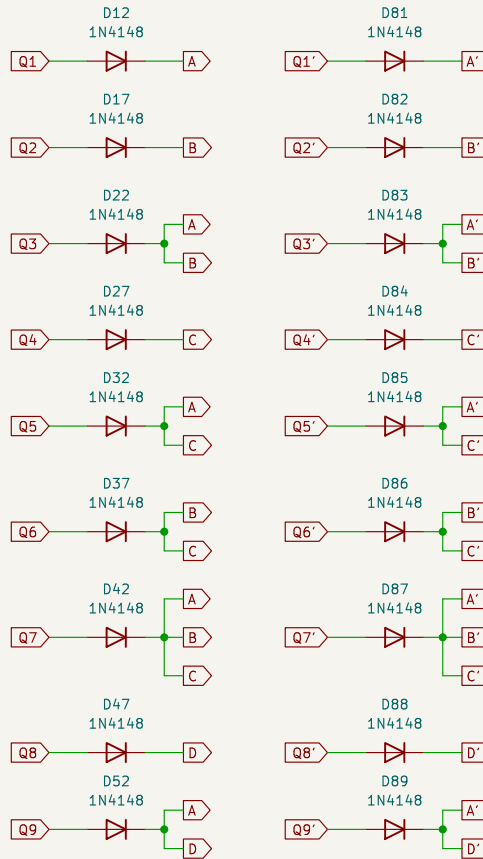 D12
1N4148
Q1
A
D81
1N4148
Q1'
A'
D17
1N4148
Q2
B
D82
1N4148
Q2'
B'
D22
1N4148
Q3
A
B
D83
1N4148
Q3'
A'
B'
D27
1N4148
Q4
C
D84
1N4148
Q4'
C'
D32
1N4148
Q5
A
C
D85
1N4148
Q5'
A'
C'
D37
1N4148
Q6
B
C
D86
1N4148
Q6'
B'
C'
D42
1N4148
Q7
A
B
C
D87
1N4148
Q7'
A'
B'
C'
D47
1N4148
Q8
D
D88
1N4148
Q8'
D'
D52
1N4148
Q9
A
D
D89
1N4148
Q9'
A'
D'